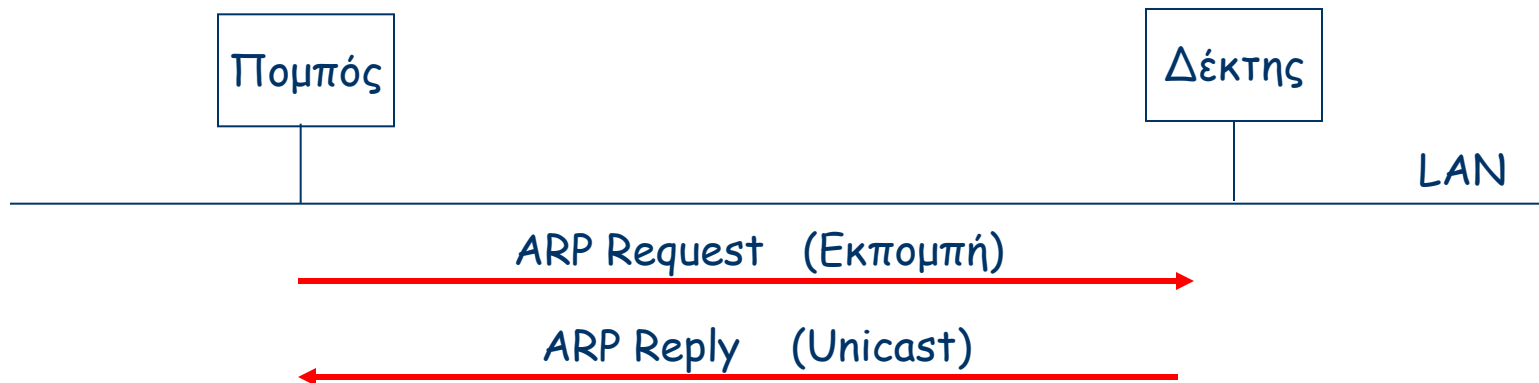 Πομπός
Δέκτης
LAN
ARP Request (Εκπομπή)
ARP Reply (Unicast)